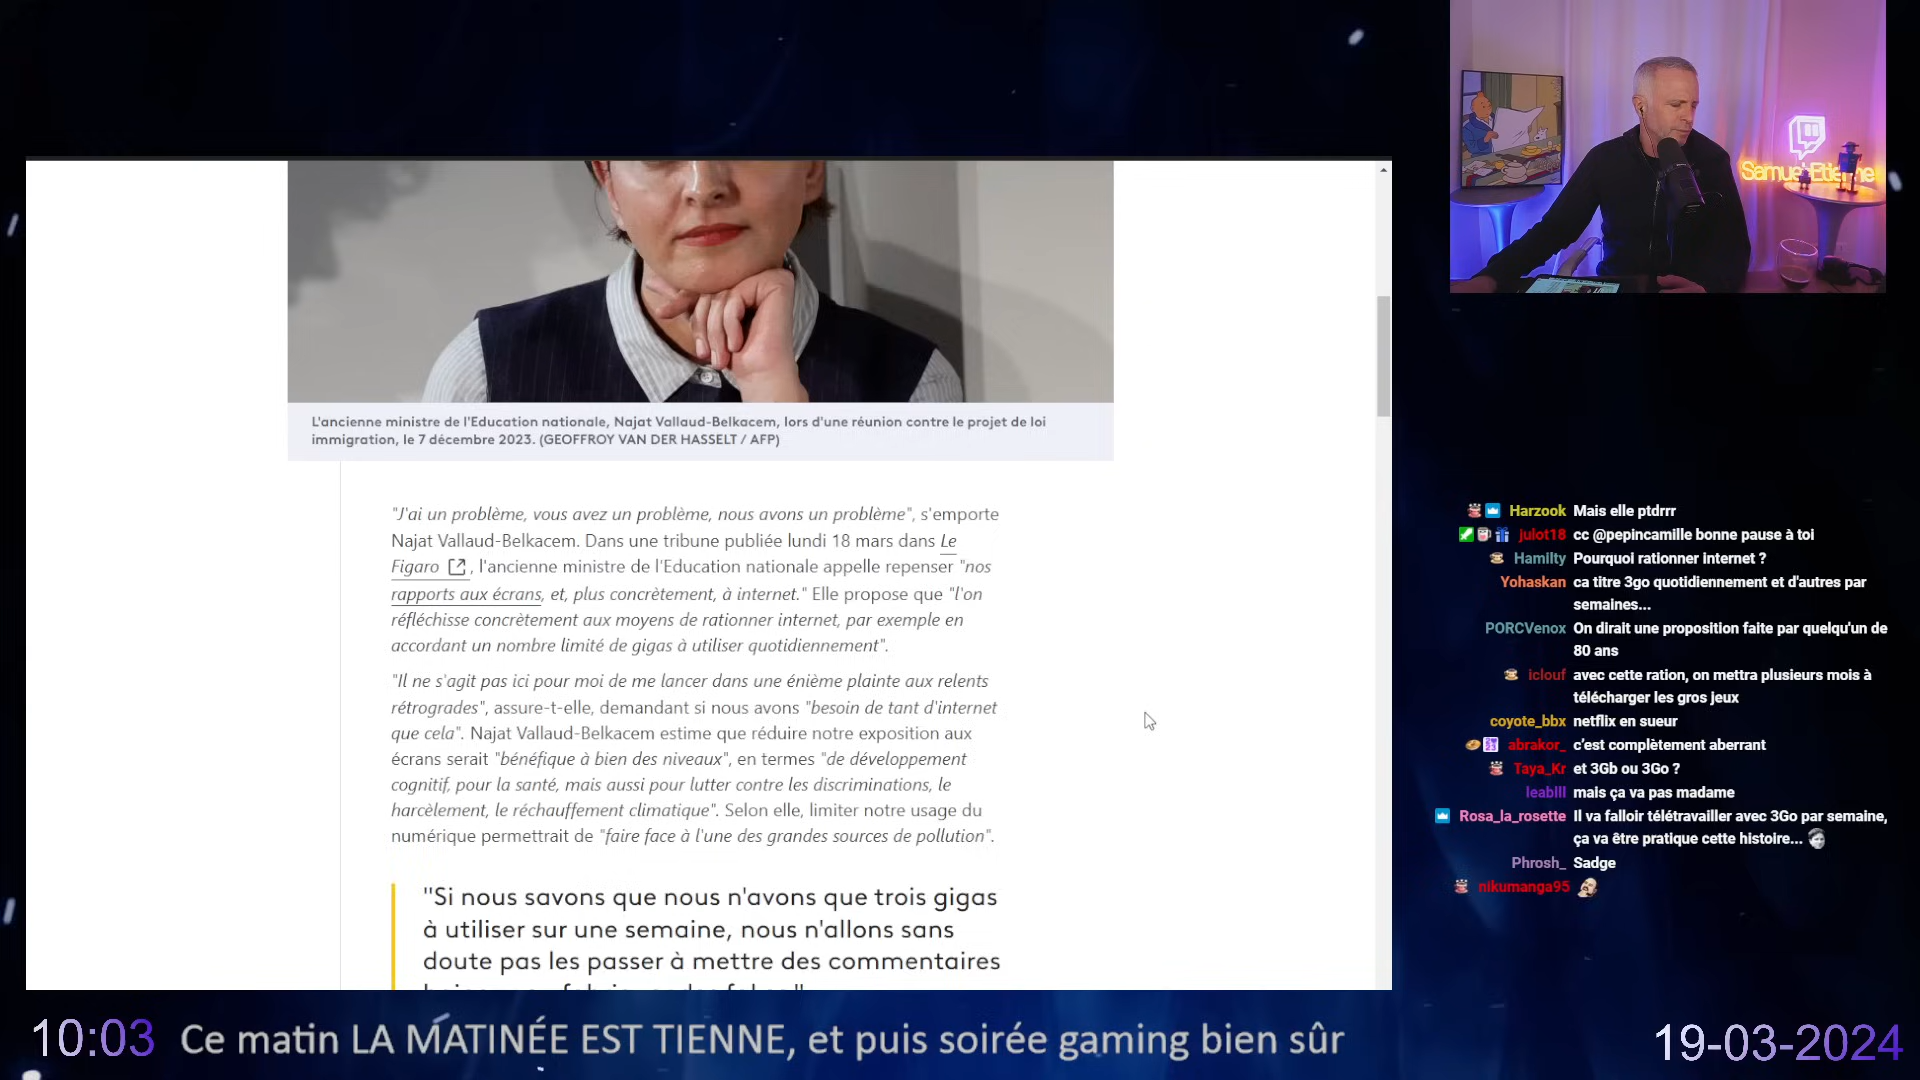 L'ancienne ministre de l'Education nationale, Najat Vallaud-Belkacem, lors d'une réunion contre le projet de loi
immigration, le 7 décembre 2023. (GEOFFROY VAN DER HASSELT / AFP)
"J'ai un problème, vous avez un problème, nous avons un problème", s'emporte
Najat Vallaud-Belkacem. Dans une tribune publiée lundi 18 mars dans Le
Figaro , l'ancienne ministre de l'Education nationale appelle repenser "nos
rapports aux écrans, et, plus concrètement, à internet." Elle propose que "l'on
réfléchisse concrètement aux moyens de rationner internet, par exemple en
accordant un nombre limité de gigas à utiliser quotidiennement".
"Il ne s'agit pas ici pour moi de me lancer dans une énième plainte aux relents
rétrogrades", assure-t-elle, demandant si nous avons "besoin de tant d'internet
que cela". Najat Vallaud-Belkacem estime que réduire notre exposition aux
écrans serait "bénéfique à bien des niveaux", en termes "de développement
cognitif, pour la santé, mais aussi pour lutter contre les discriminations, le
harcèlement, le réchauffement climatique". Selon elle, limiter notre usage du
numérique permettrait de "faire face à l'une des grandes sources de pollution".
"Si nous savons que nous n'avons que trois gigas
à utiliser sur une semaine, nous n'allons sans
doute pas les passer à mettre des commentaires
Samuel Etienne
Harzook Mais elle ptdrrr
julot18 cc @pepincamille bonne pause à toi
Hamilty Pourquoi rationner internet ?
Yohaskan ca titre 3go quotidiennement et d'autres par
semaines...
PORCVenox On dirait une proposition faite par quelqu'un de
80 ans
iclouf avec cette ration, on mettra plusieurs mois à
télécharger les gros jeux
coyote_bbx netflix en sueur
abrakor_ c'est complètement aberrant
Taya_Kr et 3Gb ou 3Go ?
leablll mais ça va pas madame
Rosa_la_rosette Il va falloir télétravailler avec 3Go par semaine,
ça va être pratique cette histoire...
Phrosh_ Sadge
nikumanga95
10:03 Ce matin LA MATINÉE EST TIENNE, et puis soirée gaming bien sûr 19-03-2024